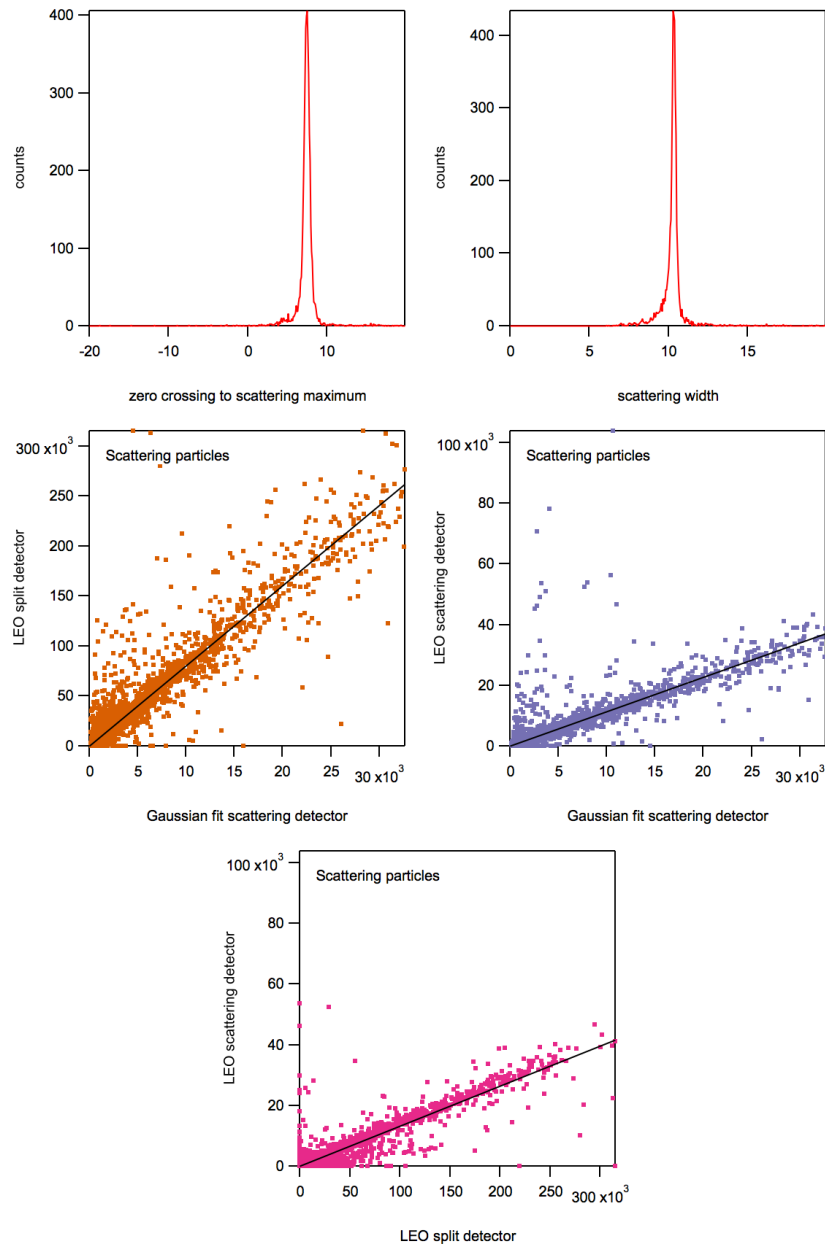 400
300
200
100
0
counts
-20 -10 0 10
zero crossing to scattering maximum
400
300
200
100
0
counts
0 5 10 15
scattering width
300 x10³
250
200
150
100
50
0
LEO split detector
Scattering particles
0 5 10 15 20 25 30 x10³
Gaussian fit scattering detector
100 x10³
80
60
40
20
0
LEO scattering detector
Scattering particles
0 5 10 15 20 25 30 x10³
Gaussian fit scattering detector
100 x10³
80
60
40
20
0
LEO scattering detector
Scattering particles
0 50 100 150 200 250 300 x10³
LEO split detector